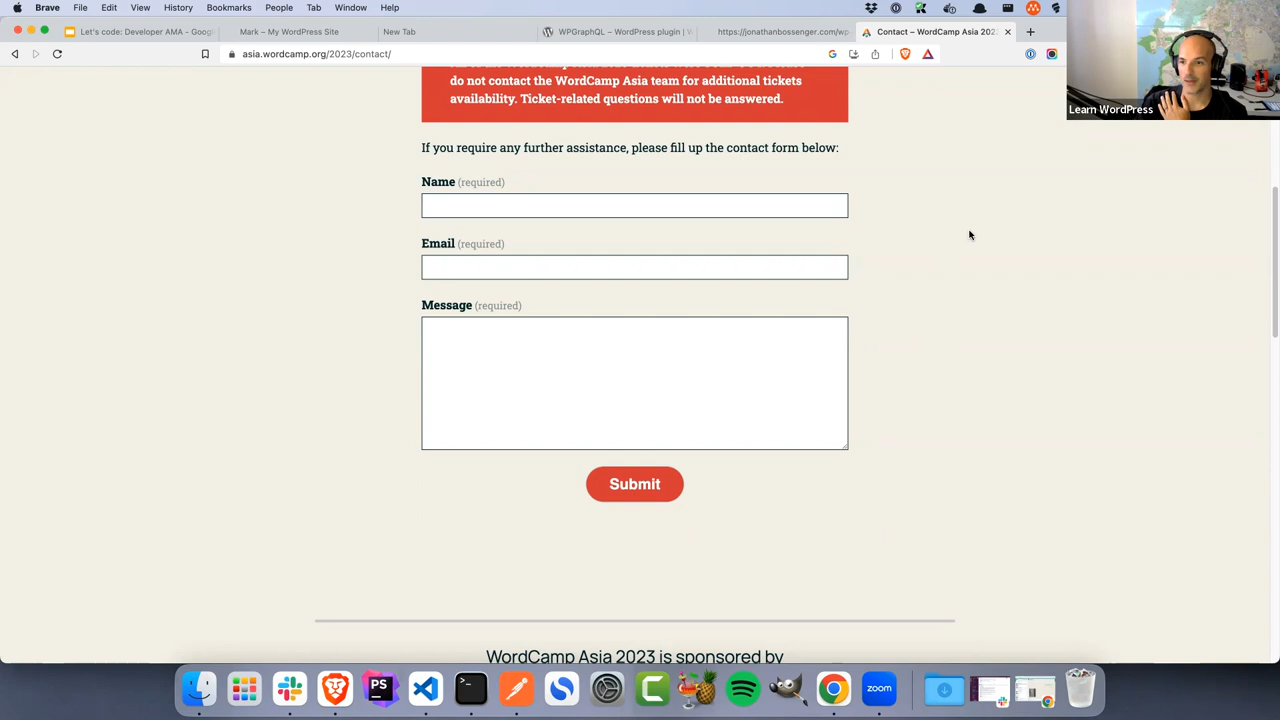 Brave File Edit View History Bookmarks People Tab Window Help
Let's code: Developer AMA - Googl
Mark – My WordPress Site
New Tab
WPGraphQL – WordPress plugin | W
https://jonathanbossenger.com/wp-
Contact – WordCamp Asia 202
asia.wordcamp.org/2023/contact/
Learn WordPress
do not contact the WordCamp Asia team for additional tickets
availability. Ticket-related questions will not be answered.
If you require any further assistance, please fill up the contact form below:
Name (required)
Email (required)
Message (required)
Submit
WordCamp Asia 2023 is sponsored by
PS
zoom